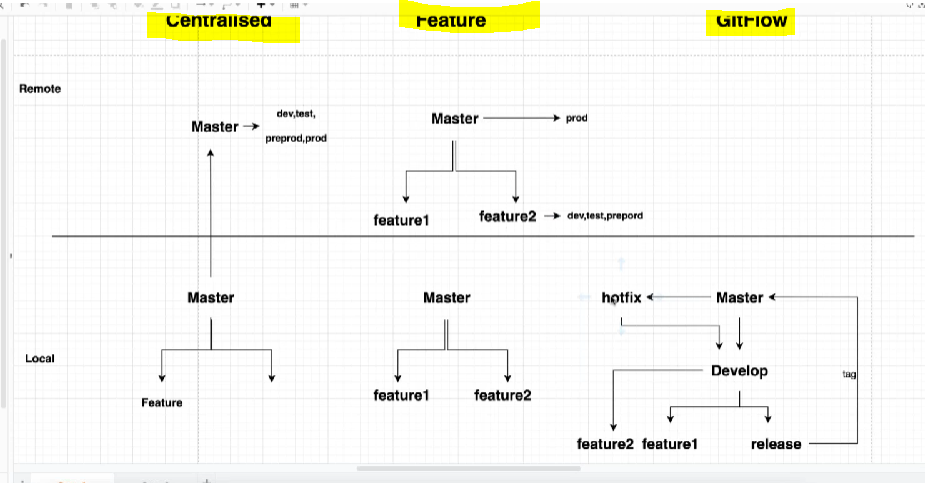 Centralised
Feature
GitFlow
Remote
Master
dev,test,
preprod,prod
Master
prod
feature1
feature2
dev,test,prepord
Local
Master
Feature
Master
feature1
feature2
hotfix
Master
Develop
tag
feature2
feature1
release